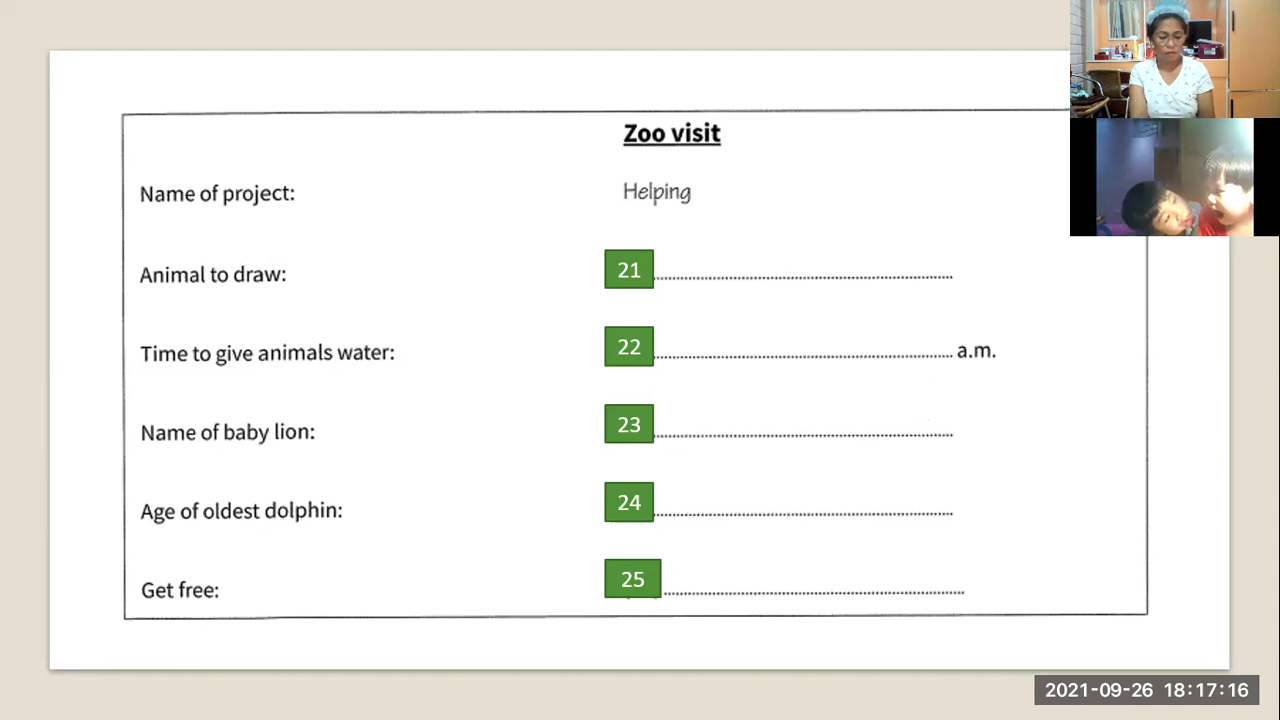 Zoo visit
Name of project: Helping
Animal to draw: 21 ........................................
Time to give animals water: 22 ........................................ a.m.
Name of baby lion: 23 ........................................
Age of oldest dolphin: 24 ........................................
Get free: 25 ........................................
2021-09-26 18:17:16